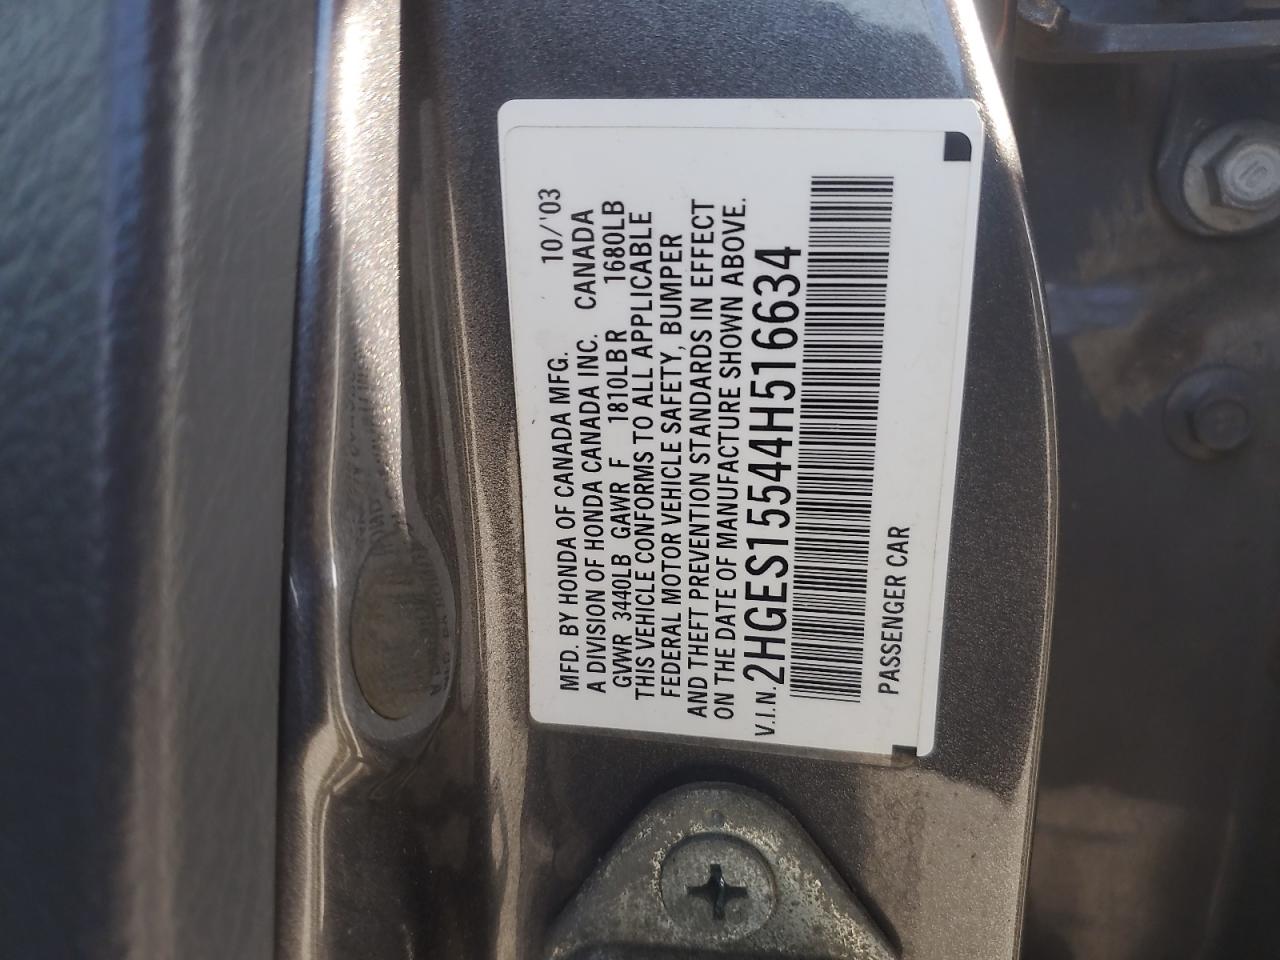 MFD. BY HONDA OF CANADA MFG. 10/'03
A DIVISION OF HONDA CANADA INC. CANADA
GVWR 3440LB GAWR F 1810LBR 1680LB
THIS VEHICLE CONFORMS TO ALL APPLICABLE
FEDERAL MOTOR VEHICLE SAFETY, BUMPER
AND THEFT PREVENTION STANDARDS IN EFFECT
ON THE DATE OF MANUFACTURE SHOWN ABOVE.
V.I.N. 2HGES15544H516634
PASSENGER CAR